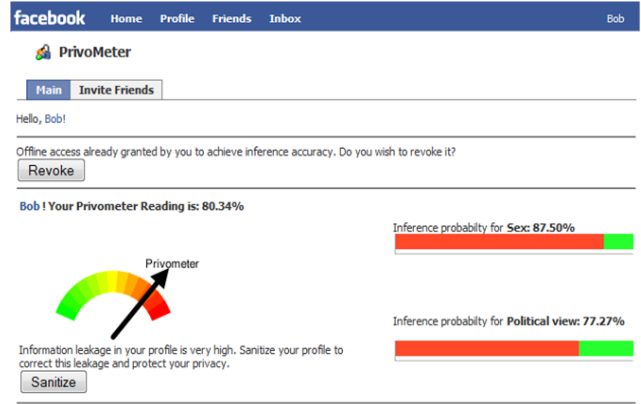 facebook Home Profile Friends Inbox Bob
PrivoMeter
Main Invite Friends
Hello, Bob!
Offline access already granted by you to achieve inference accuracy. Do you wish to revoke it?
Revoke
Bob ! Your Privometer Reading is: 80.34%
Inference probabilty for Sex: 87.50%
Privometer
Inference probabilty for Political view: 77.27%
Information leakage in your profile is very high. Sanitize your profile to
correct this leakage and protect your privacy.
Sanitize